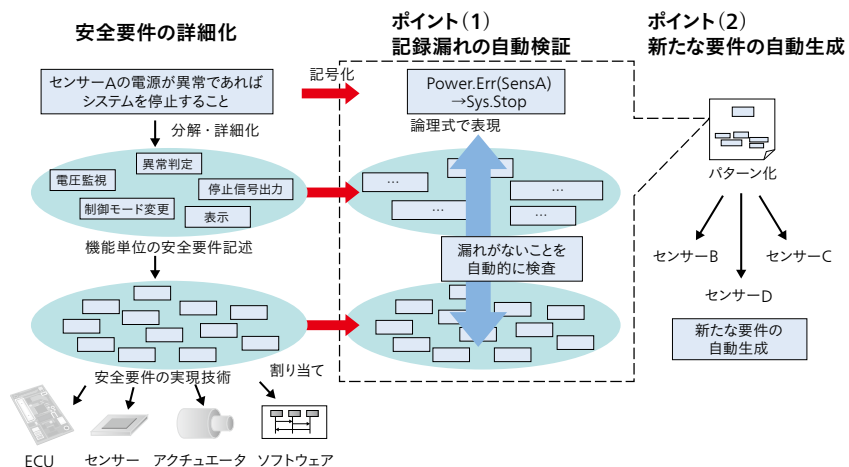 安全要件の詳細化
ポイント（1）
記録漏れの自動検証
ポイント（2）
新たな要件の自動生成
センサーAの電源が異常であれば
システムを停止すること
記号化
Power.Err(SensA)
→Sys.Stop
論理式で表現
分解・詳細化
異常判定
電圧監視
停止信号出力
制御モード変更
表示
…
…
…
…
…
機能単位の安全要件記述
漏れがないことを
自動的に検査
パターン化
センサーB
センサーC
センサーD
新たな要件の
自動生成
安全要件の実現技術
割り当て
ECU
センサー
アクチュエータ
ソフトウェア